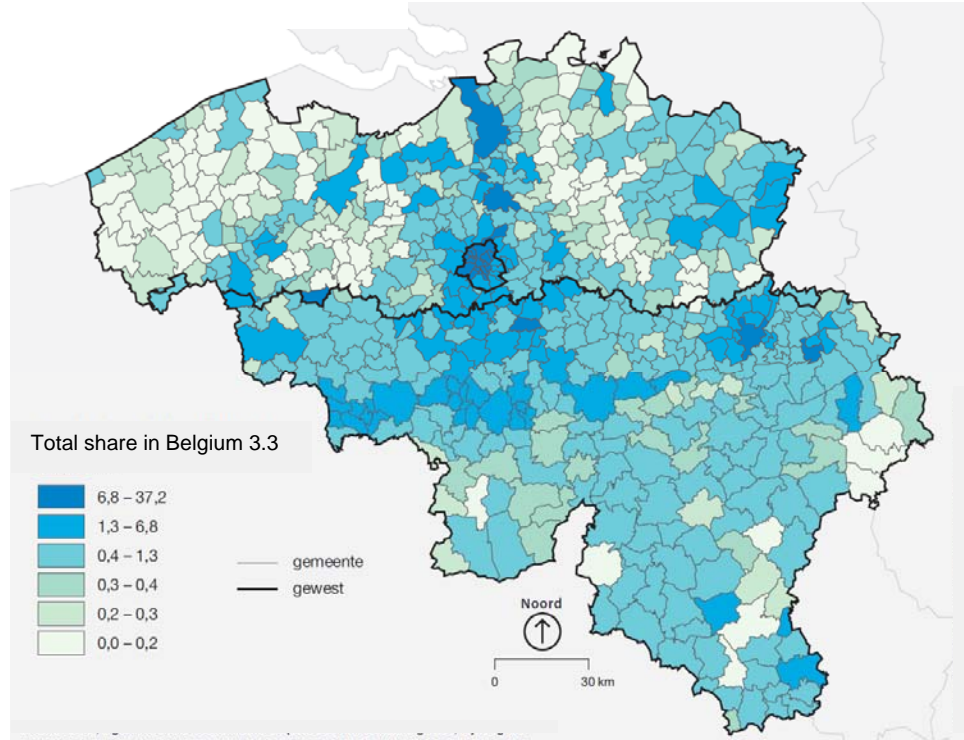 Total share in Belgium 3.3
6,8 – 37,2
1,3 – 6,8
0,4 – 1,3
0,3 – 0,4
0,2 – 0,3
0,0 – 0,2
gemeente
gewest
Noord
0 30 km